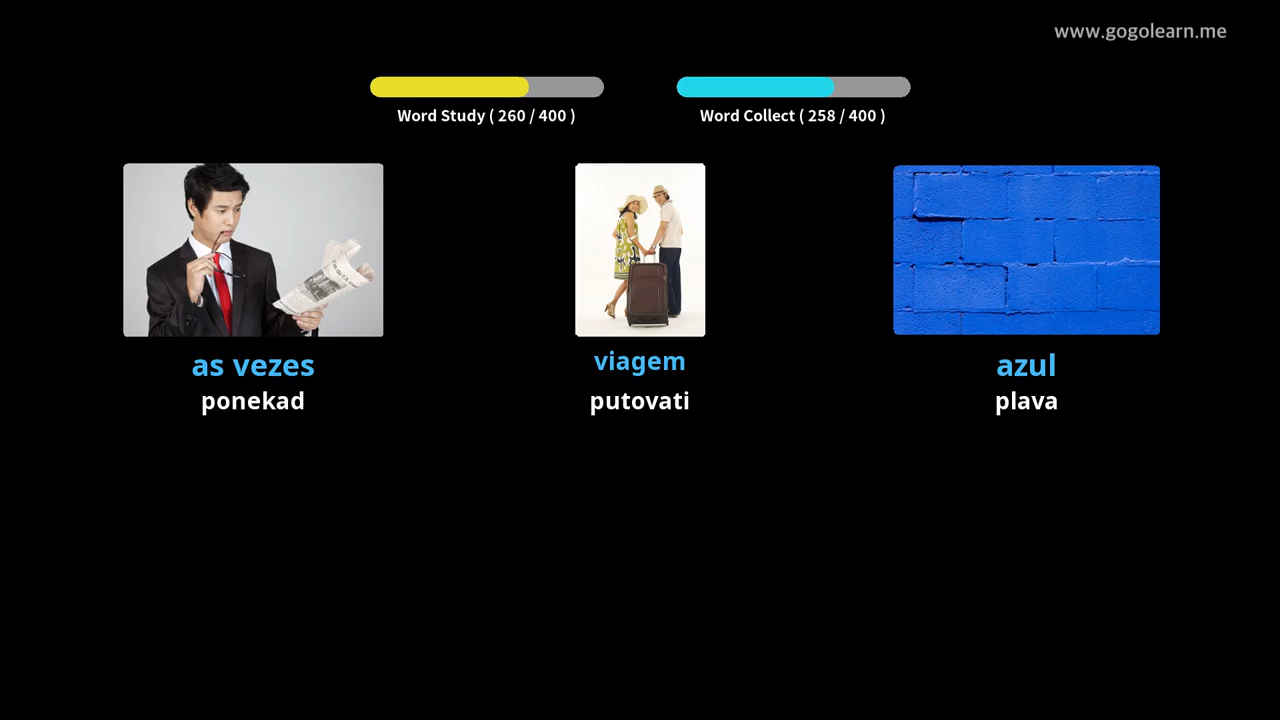 www.gogolearn.me
Word Study ( 260 / 400 )
Word Collect ( 258 / 400 )
as vezes
ponekad
viagem
putovati
azul
plava